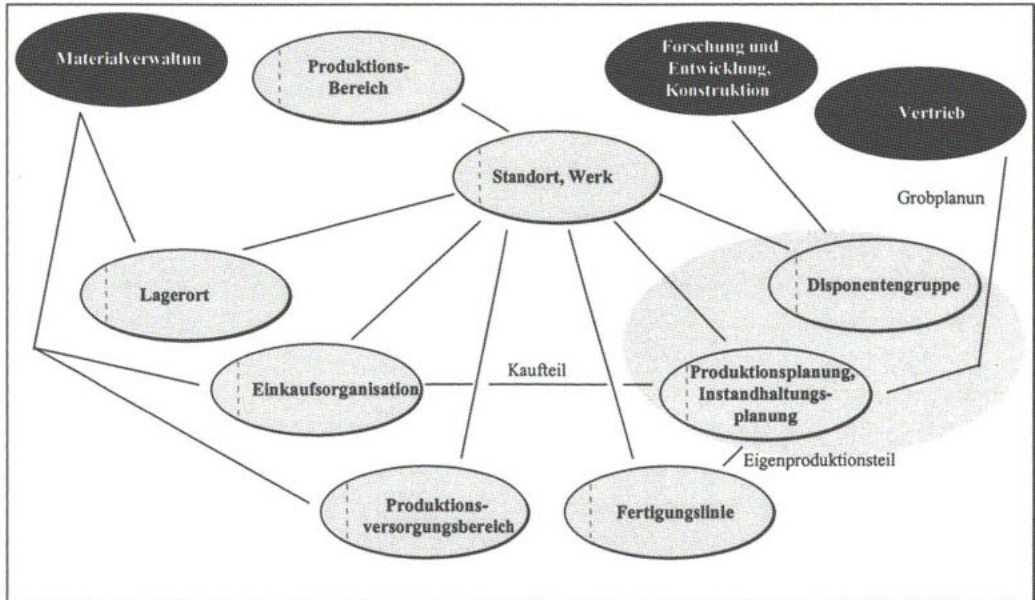 Materialverwaltun
Produktions-
Bereich
Forschung und
Entwicklung,
Konstruktion
Vertrieb
Standort, Werk
Grobplanun
Lagerort
Disponentengruppe
Einkaufsorganisation
Kaufteil
Produktionsplanung,
Instandhaltungs-
planung
Eigenproduktionsteil
Produktions-
versorgungsbereich
Fertigungslinie